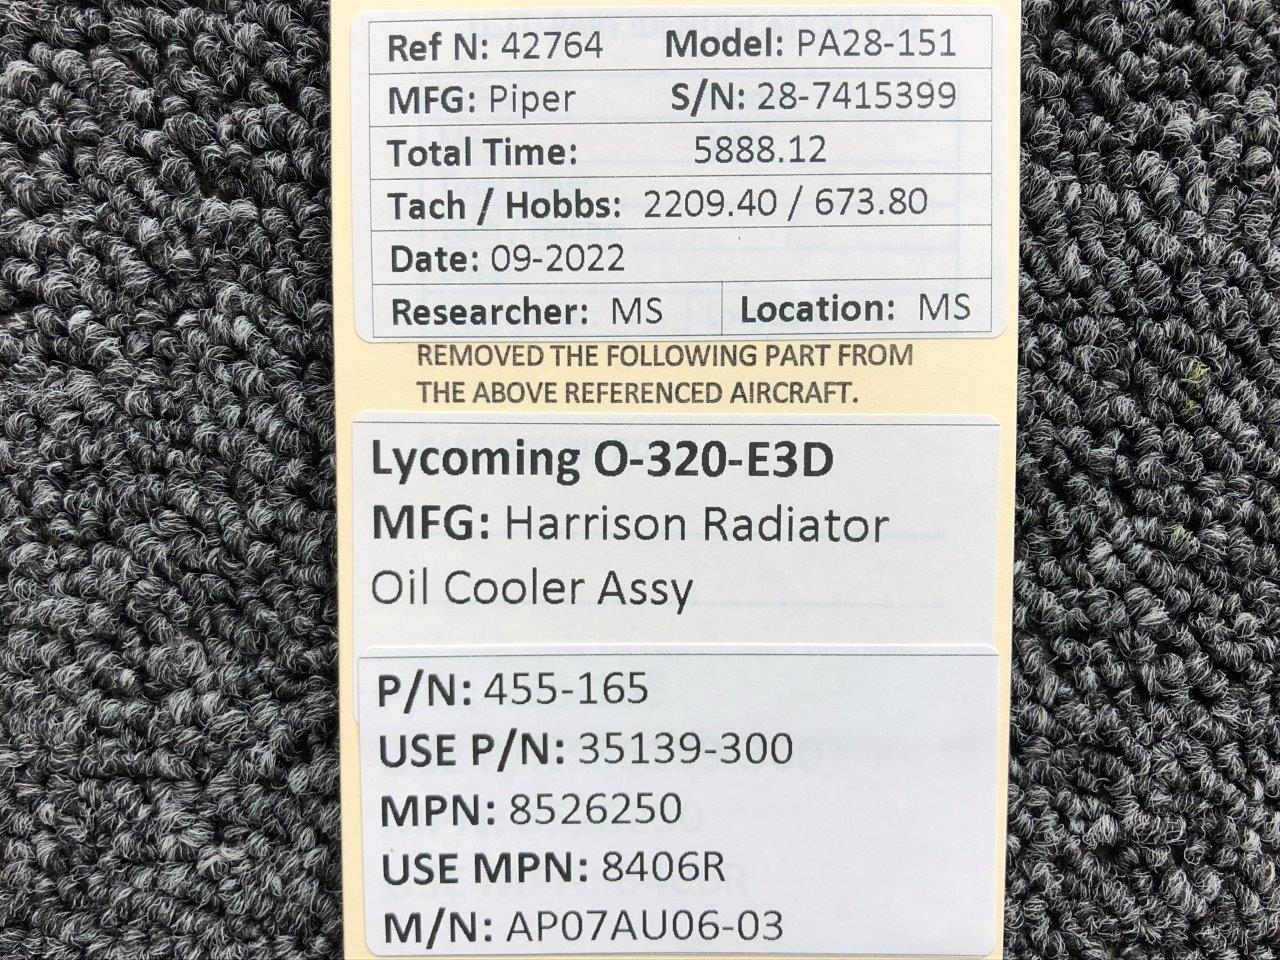 Ref N: 42764 Model: PA28-151
MFG: Piper S/N: 28-7415399
Total Time: 5888.12
Tach / Hobbs: 2209.40 / 673.80
Date: 09-2022
Researcher: MS Location: MS
REMOVED THE FOLLOWING PART FROM
THE ABOVE REFERENCED AIRCRAFT.
Lycoming O-320-E3D
MFG: Harrison Radiator
Oil Cooler Assy
P/N: 455-165
USE P/N: 35139-300
MPN: 8526250
USE MPN: 8406R
M/N: AP07AU06-03